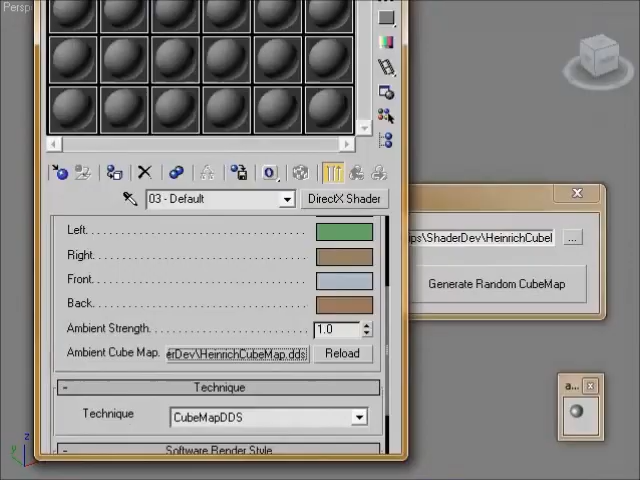 Persp
03 - Default
DirectX Shader
Left
Right
Front
Back
Ambient Strength
1.0
Ambient Cube Map
erDev\HeinrichCubeMap.dds
Reload
- Technique
Technique
CubeMapDDS
- Software Render Style
ps\ShaderDev\HeinrichCubel
...
Generate Random CubeMap
a...
z
y